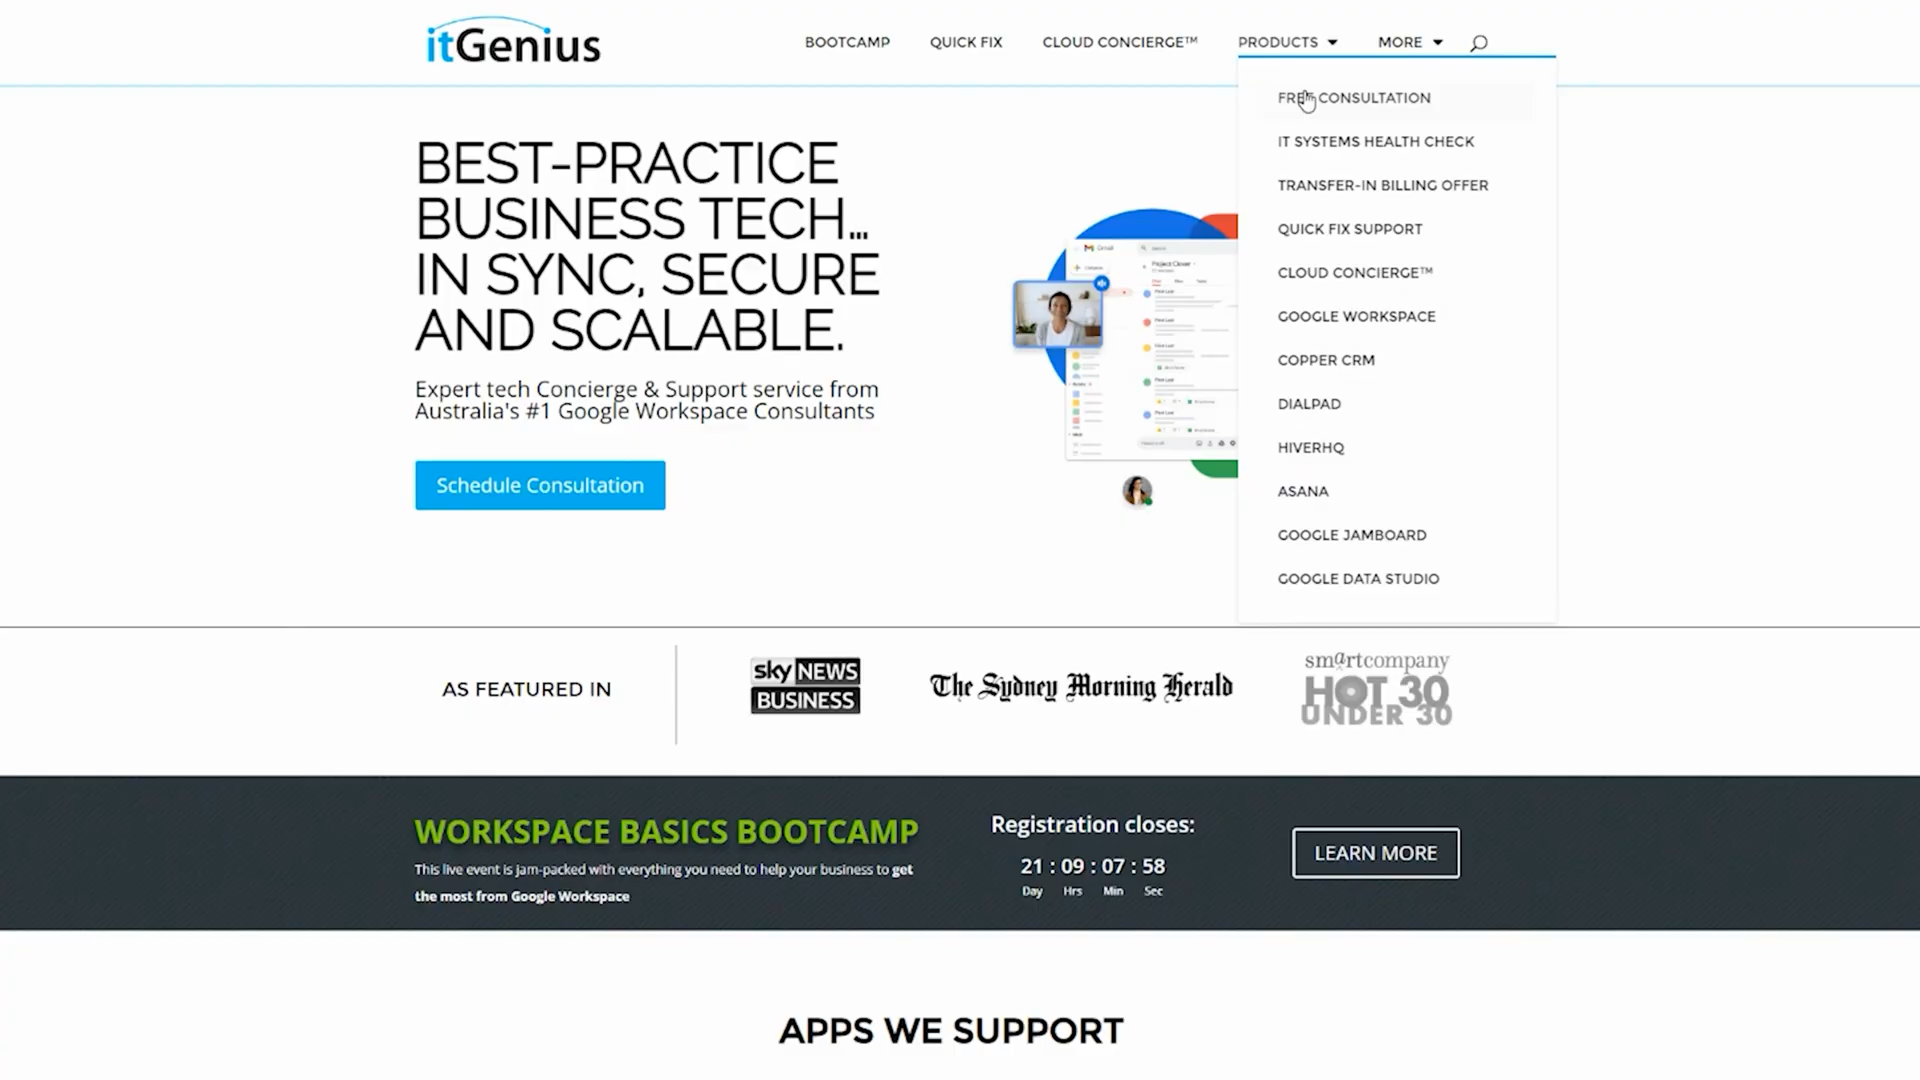 itGenius
BOOTCAMP
QUICK FIX
CLOUD CONCIERGE™
PRODUCTS
MORE
FREE CONSULTATION
IT SYSTEMS HEALTH CHECK
TRANSFER-IN BILLING OFFER
QUICK FIX SUPPORT
CLOUD CONCIERGE™
GOOGLE WORKSPACE
COPPER CRM
DIALPAD
HIVERHQ
ASANA
GOOGLE JAMBOARD
GOOGLE DATA STUDIO
BEST-PRACTICE
BUSINESS TECH...
IN SYNC, SECURE
AND SCALABLE.
Expert tech Concierge & Support service from
Australia's #1 Google Workspace Consultants
Schedule Consultation
Gmail
Search
Project Clover
AS FEATURED IN
sky NEWS
BUSINESS
The Sydney Morning Herald
smartcompany
HOT 30
UNDER 30
WORKSPACE BASICS BOOTCAMP
This live event is jam-packed with everything you need to help your business to get
the most from Google Workspace
Registration closes:
21 : 09 : 07 : 58
Day Hrs Min Sec
LEARN MORE
APPS WE SUPPORT